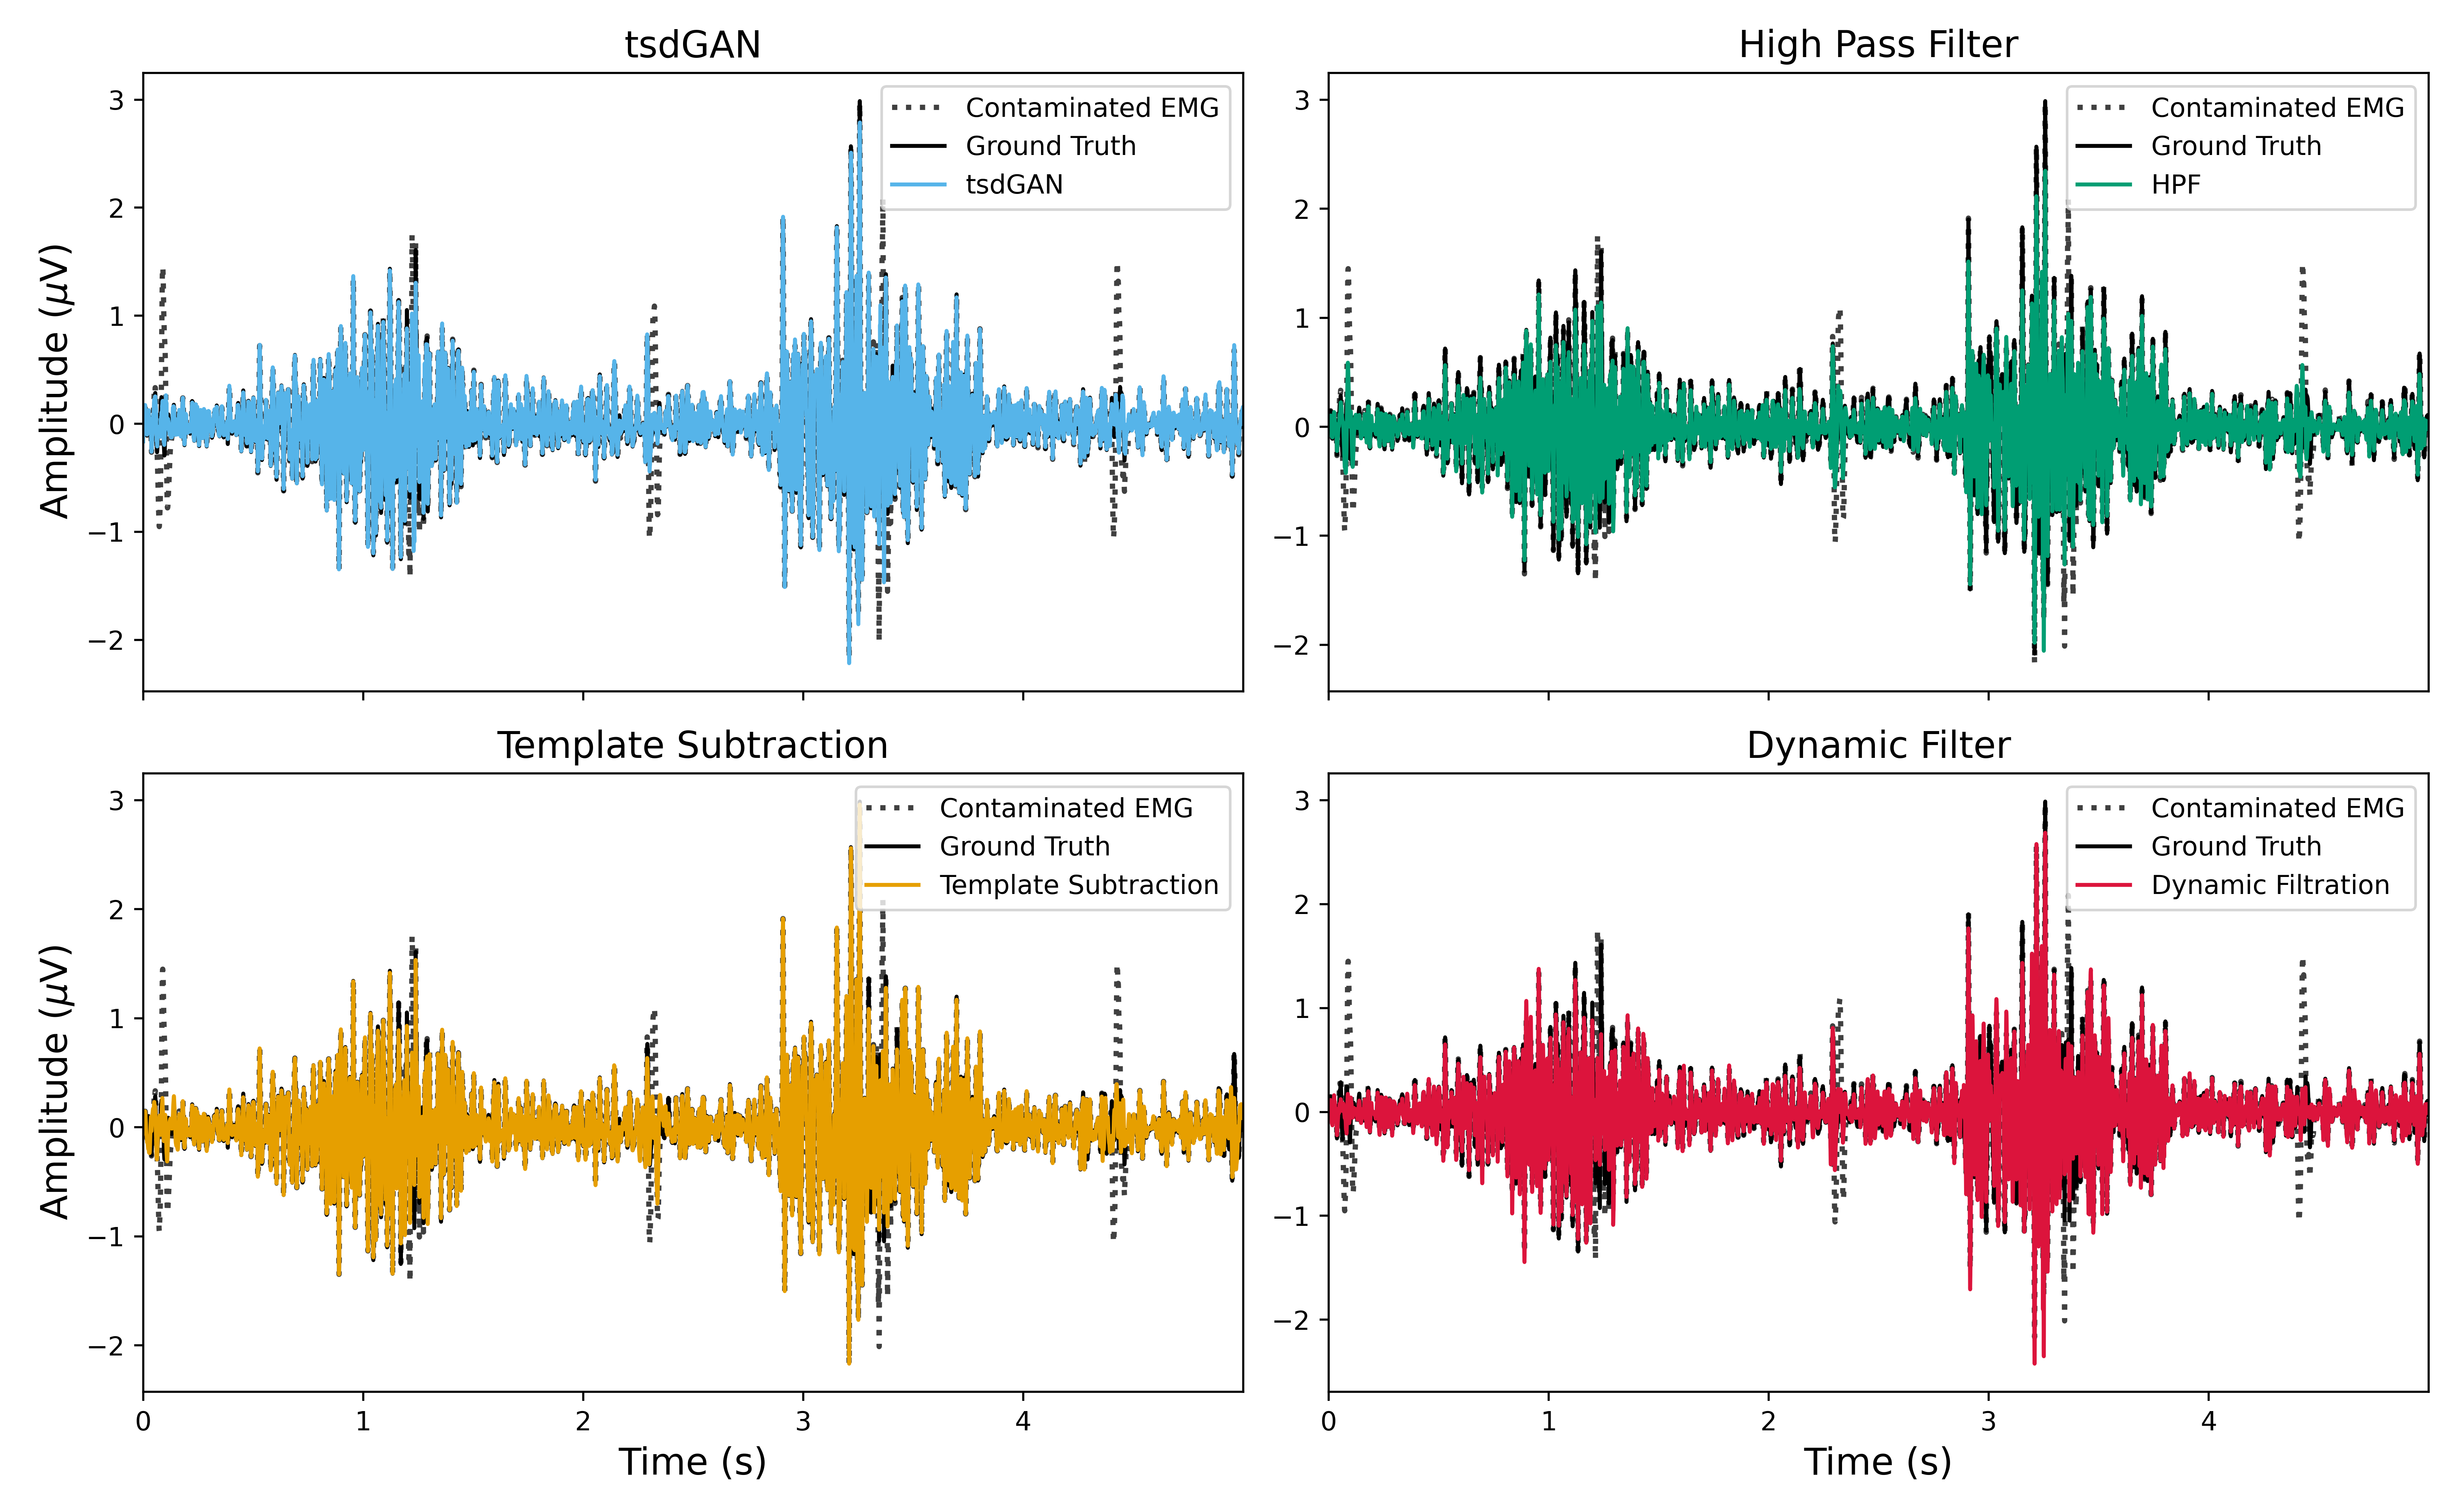 tsdGAN
3
2
1
0
−1
−2
Amplitude (μV)
Contaminated EMG
Ground Truth
tsdGAN
High Pass Filter
3
2
1
0
−1
−2
Contaminated EMG
Ground Truth
HPF
Template Subtraction
3
2
1
0
−1
−2
Amplitude (μV)
Contaminated EMG
Ground Truth
Template Subtraction
0 1 2 3 4
Time (s)
Dynamic Filter
3
2
1
0
−1
−2
Contaminated EMG
Ground Truth
Dynamic Filtration
0 1 2 3 4
Time (s)